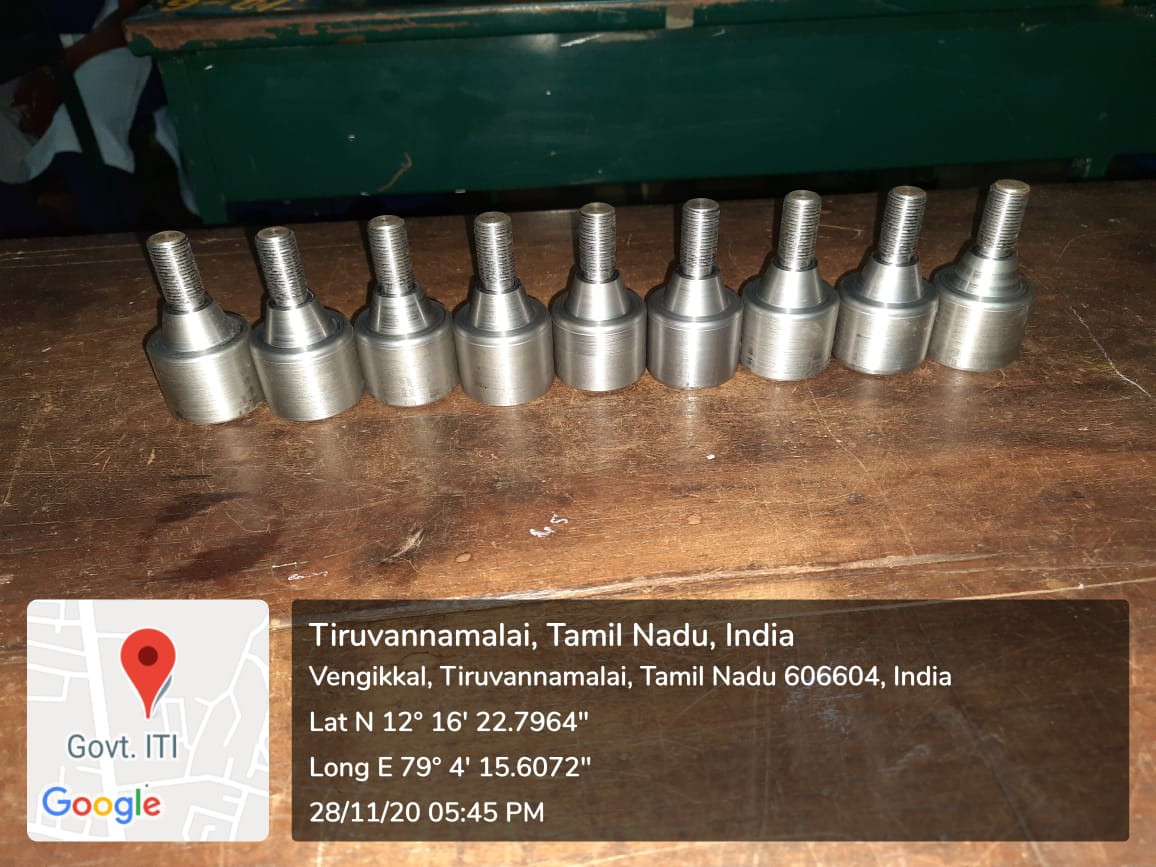 Tiruvannamalai, Tamil Nadu, India
Vengikkal, Tiruvannamalai, Tamil Nadu 606604, India
Lat N 12° 16' 22.7964"
Long E 79° 4' 15.6072"
28/11/20 05:45 PM
Govt. ITI
Google